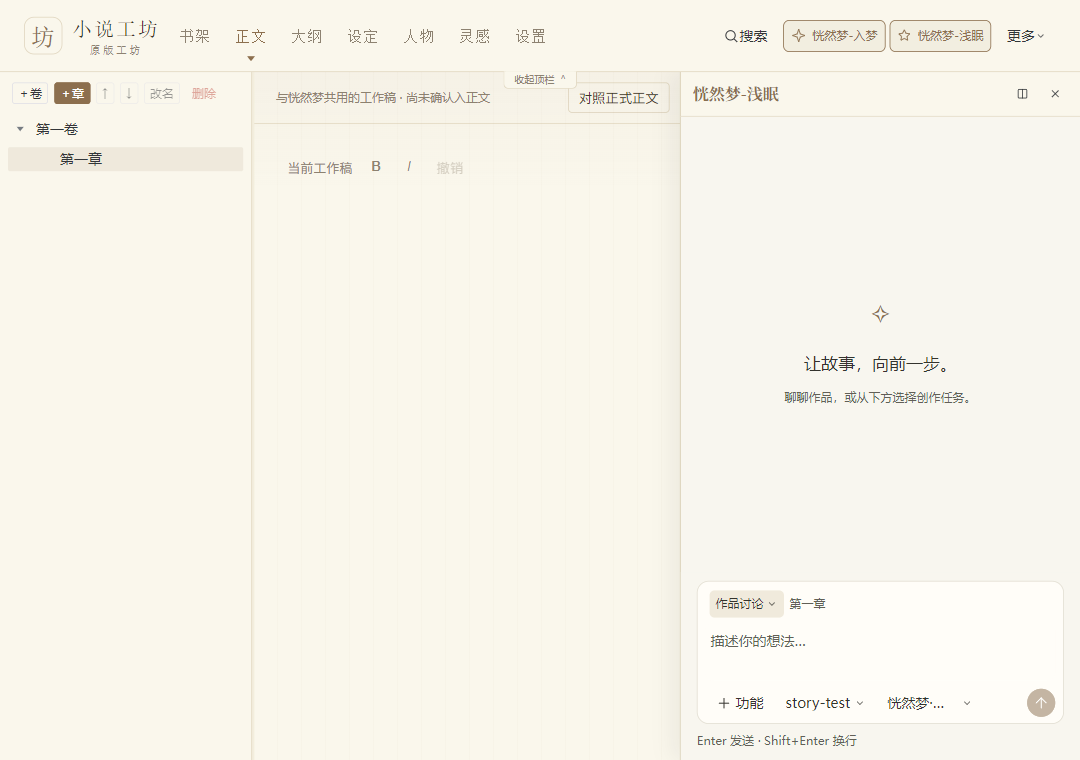 坊 小说工坊 书架 正文 大纲 设定 人物 灵感 设置 搜索 恍然梦-入梦 恍然梦-浅眠 更多
原版工坊
收起顶栏 ^
+卷 +章 ↑ ↓ 改名 删除
与恍然梦共用的工作稿 · 尚未确认入正文 对照正式正文
恍然梦-浅眠
第一卷
第一章
当前工作稿 B I 撤销
让故事，向前一步。
聊聊作品，或从下方选择创作任务。
作品讨论 第一章
描述你的想法...
+ 功能 story-test 恍然梦·...
Enter 发送 · Shift+Enter 换行